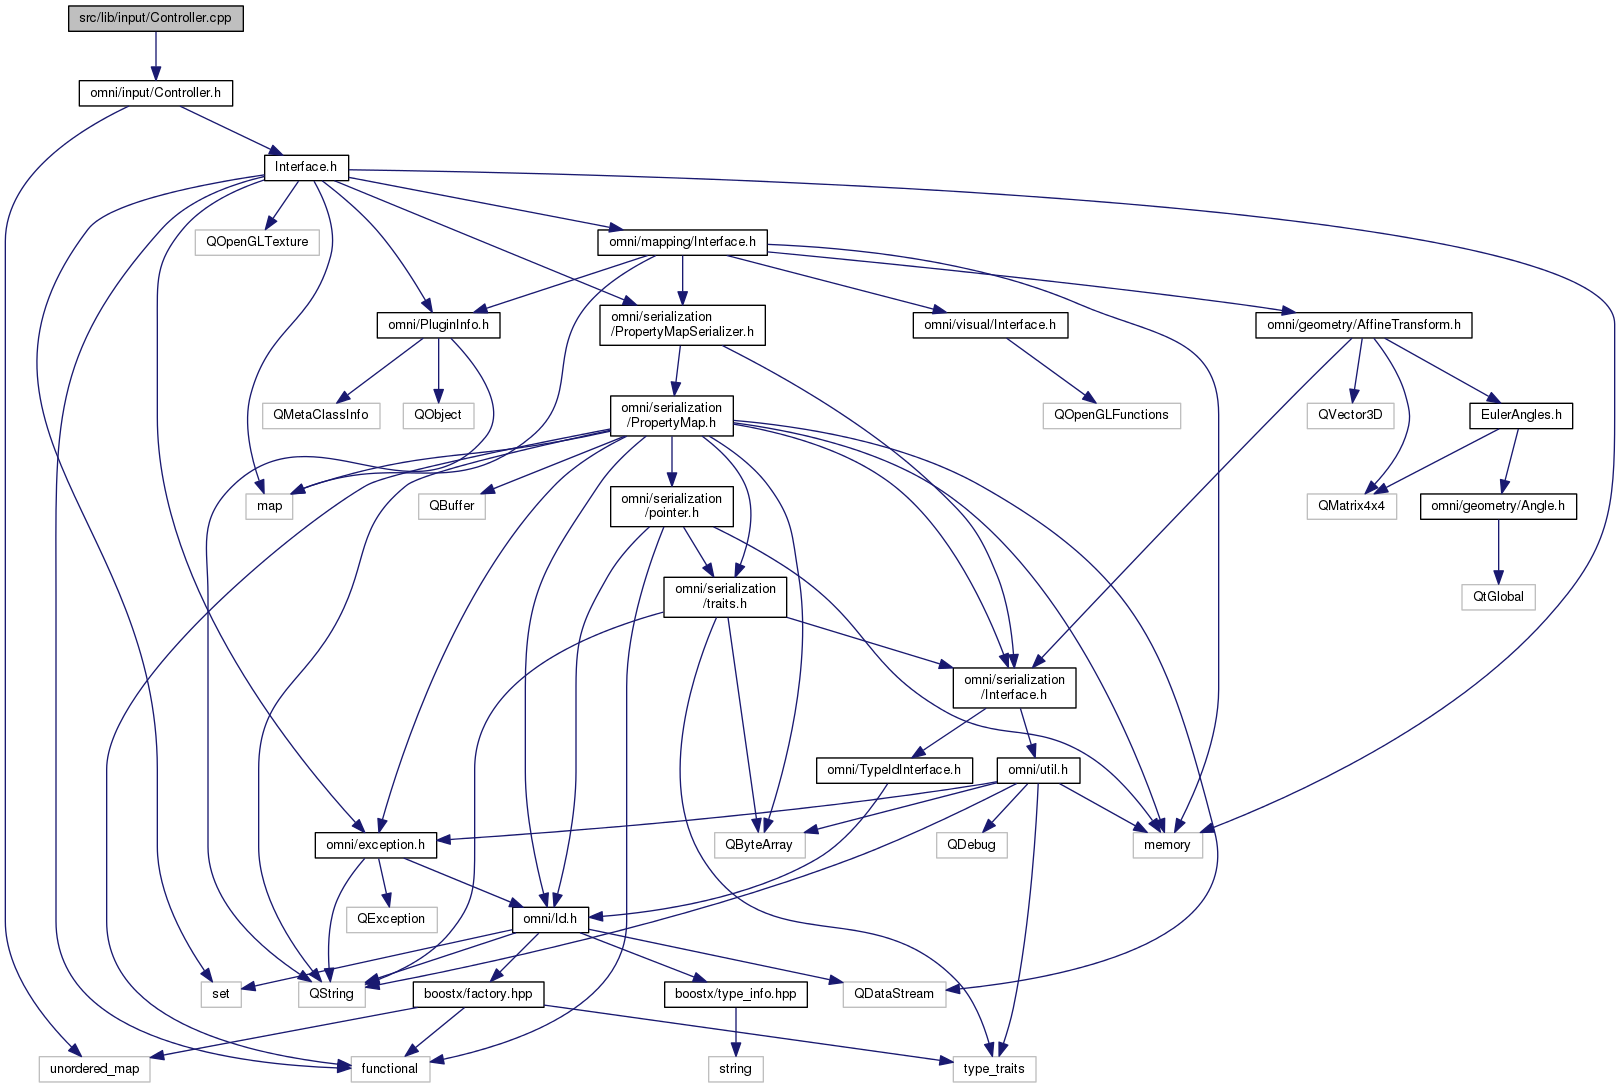 src/lib/input/Controller.cpp
omni/input/Controller.h
Interface.h
QOpenGLTexture
omni/mapping/Interface.h
omni/PluginInfo.h
omni/serialization
/PropertyMapSerializer.h
omni/visual/Interface.h
omni/geometry/AffineTransform.h
QMetaClassInfo
QObject
omni/serialization
/PropertyMap.h
QOpenGLFunctions
QVector3D
EulerAngles.h
map
QBuffer
omni/serialization
/pointer.h
QMatrix4x4
omni/geometry/Angle.h
omni/serialization
/traits.h
QtGlobal
omni/serialization
/Interface.h
omni/TypeIdInterface.h
omni/util.h
omni/exception.h
QByteArray
QDebug
memory
QException
omni/Id.h
set
QString
boostx/factory.hpp
boostx/type_info.hpp
QDataStream
unordered_map
functional
string
type_traits